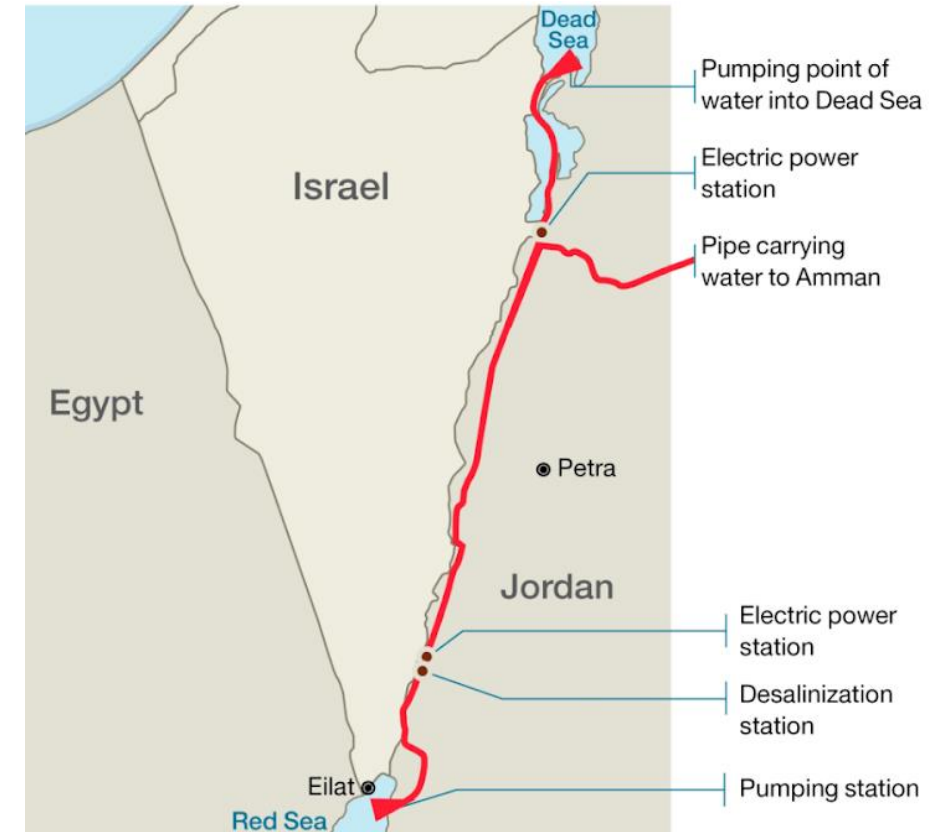 Dead
Sea
Pumping point of
water into Dead Sea
Electric power
station
Israel
Pipe carrying
water to Amman
Egypt
Petra
Jordan
Electric power
station
Desalinization
station
Eilat
Pumping station
Red Sea